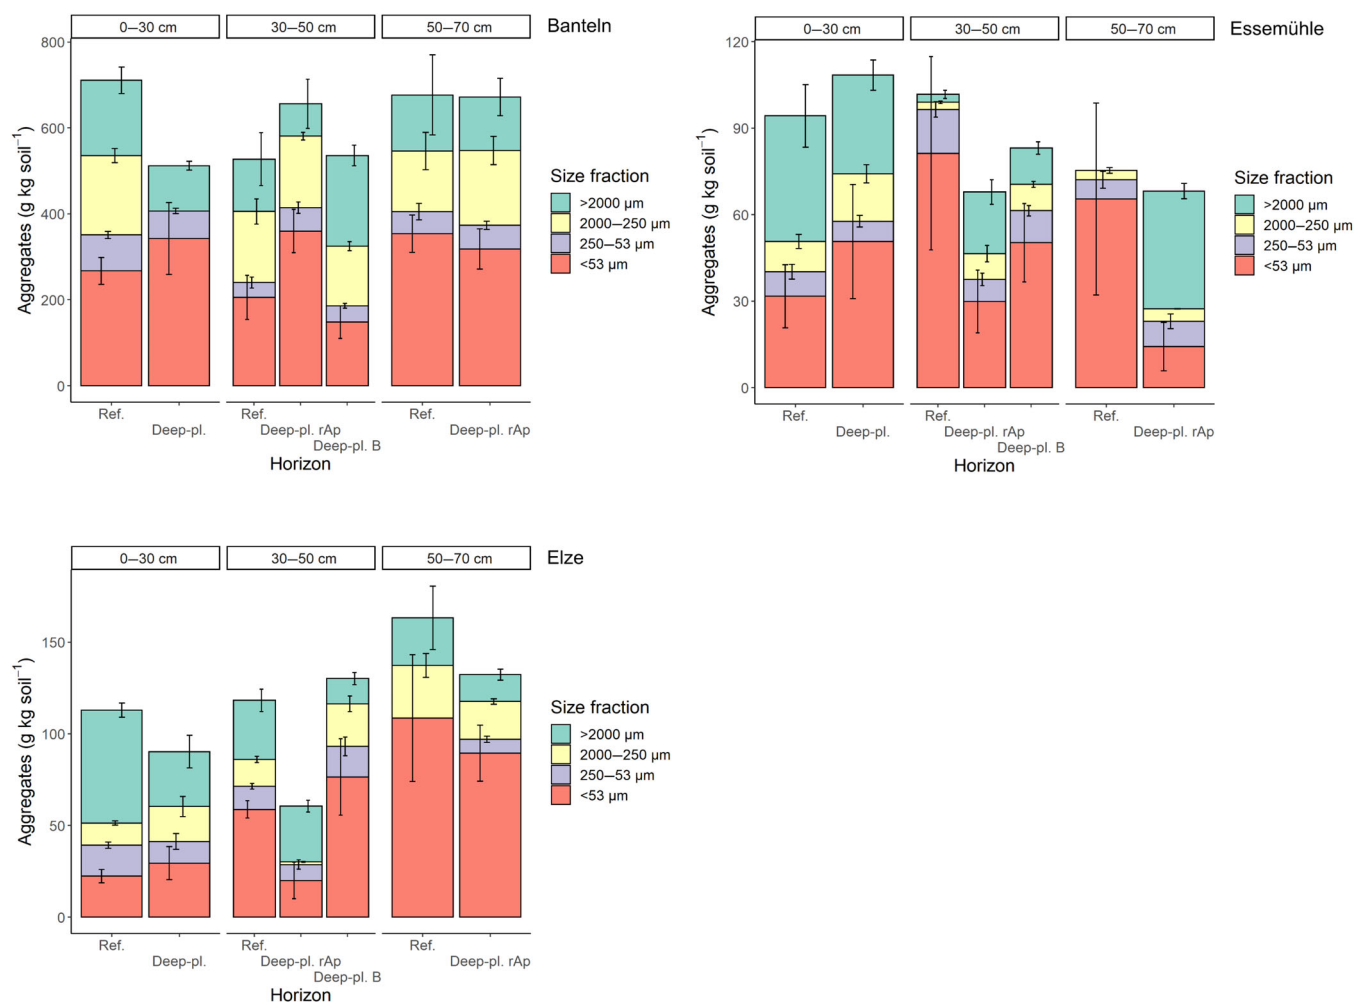 0–30 cm 30–50 cm 50–70 cm Banteln
800
600
400
200
0
Aggregates (g kg soil⁻¹)
Ref. Ref. Ref.
Deep-pl. Deep-pl. rAp Deep-pl. rAp
Deep-pl. B
Horizon
Size fraction
>2000 µm
2000–250 µm
250–53 µm
<53 µm
0–30 cm 30–50 cm 50–70 cm Essemühle
120
90
60
30
0
Aggregates (g kg soil⁻¹)
Ref. Ref. Ref.
Deep-pl. Deep-pl. rAp Deep-pl. rAp
Deep-pl. B
Horizon
Size fraction
>2000 µm
2000–250 µm
250–53 µm
<53 µm
0–30 cm 30–50 cm 50–70 cm Elze
150
100
50
0
Aggregates (g kg soil⁻¹)
Ref. Ref. Ref.
Deep-pl. Deep-pl. rAp Deep-pl. rAp
Deep-pl. B
Horizon
Size fraction
>2000 µm
2000–250 µm
250–53 µm
<53 µm